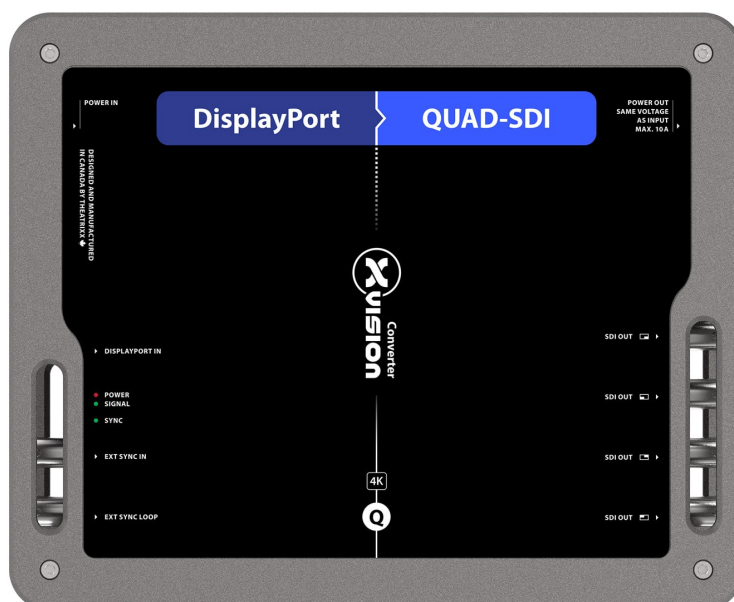 POWER IN
DisplayPort
QUAD-SDI
POWER OUT
SAME VOLTAGE
AS INPUT
MAX. 10A
DESIGNED AND MANUFACTURED
IN CANADA BY THEATRIXX
X
VISION
Converter
DISPLAYPORT IN
POWER
SIGNAL
SYNC
EXT SYNC IN
EXT SYNC LOOP
SDI OUT
SDI OUT
SDI OUT
SDI OUT
4K
Q